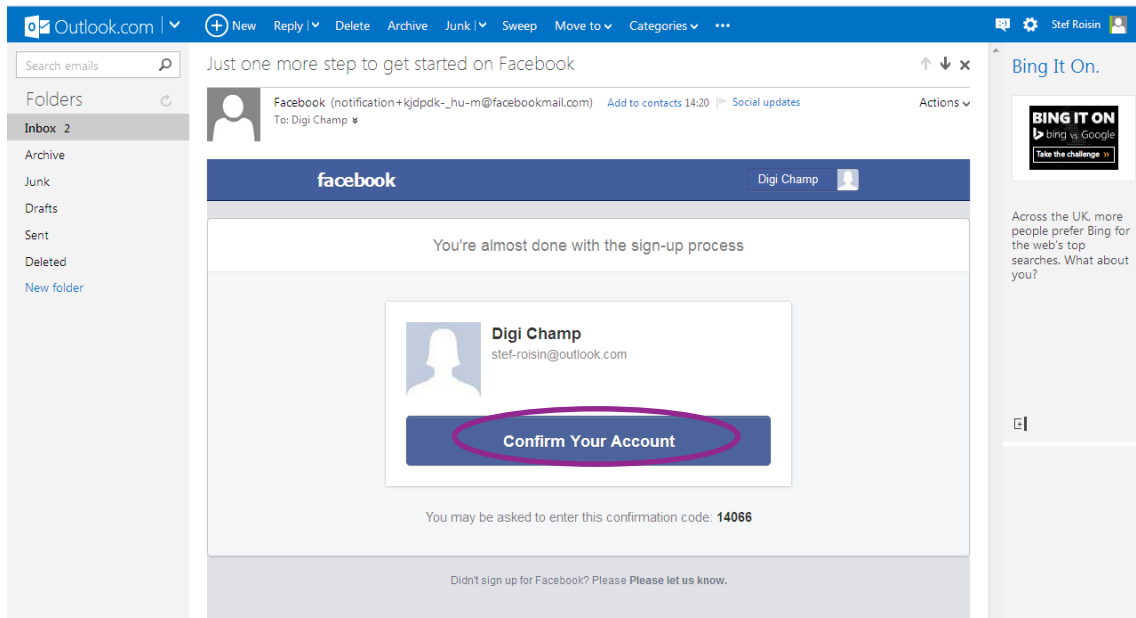 Outlook.com
New Reply Delete Archive Junk Sweep Move to Categories •••
Stef Roisin
Search emails
Folders
Inbox 2
Archive
Junk
Drafts
Sent
Deleted
New folder
Just one more step to get started on Facebook
Facebook (notification+kjdpdk-_hu-m@facebookmail.com) Add to contacts 14:20 Social updates
Actions
To: Digi Champ
facebook
Digi Champ
You're almost done with the sign-up process
Digi Champ
stef-roisin@outlook.com
Confirm Your Account
You may be asked to enter this confirmation code: 14066
Didn't sign up for Facebook? Please Please let us know.
Bing It On.
BING IT ON
bing vs. Google
Take the challenge »
Across the UK, more
people prefer Bing for
the web's top
searches. What about
you?